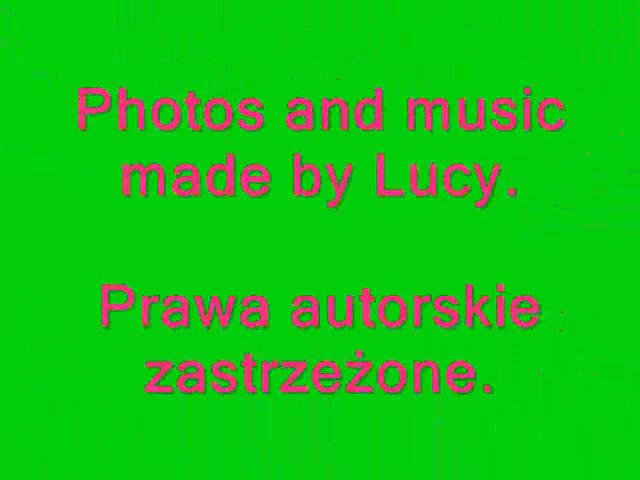 Photos and music
made by Lucy.
Prawa autorskie
zastrzeżone.